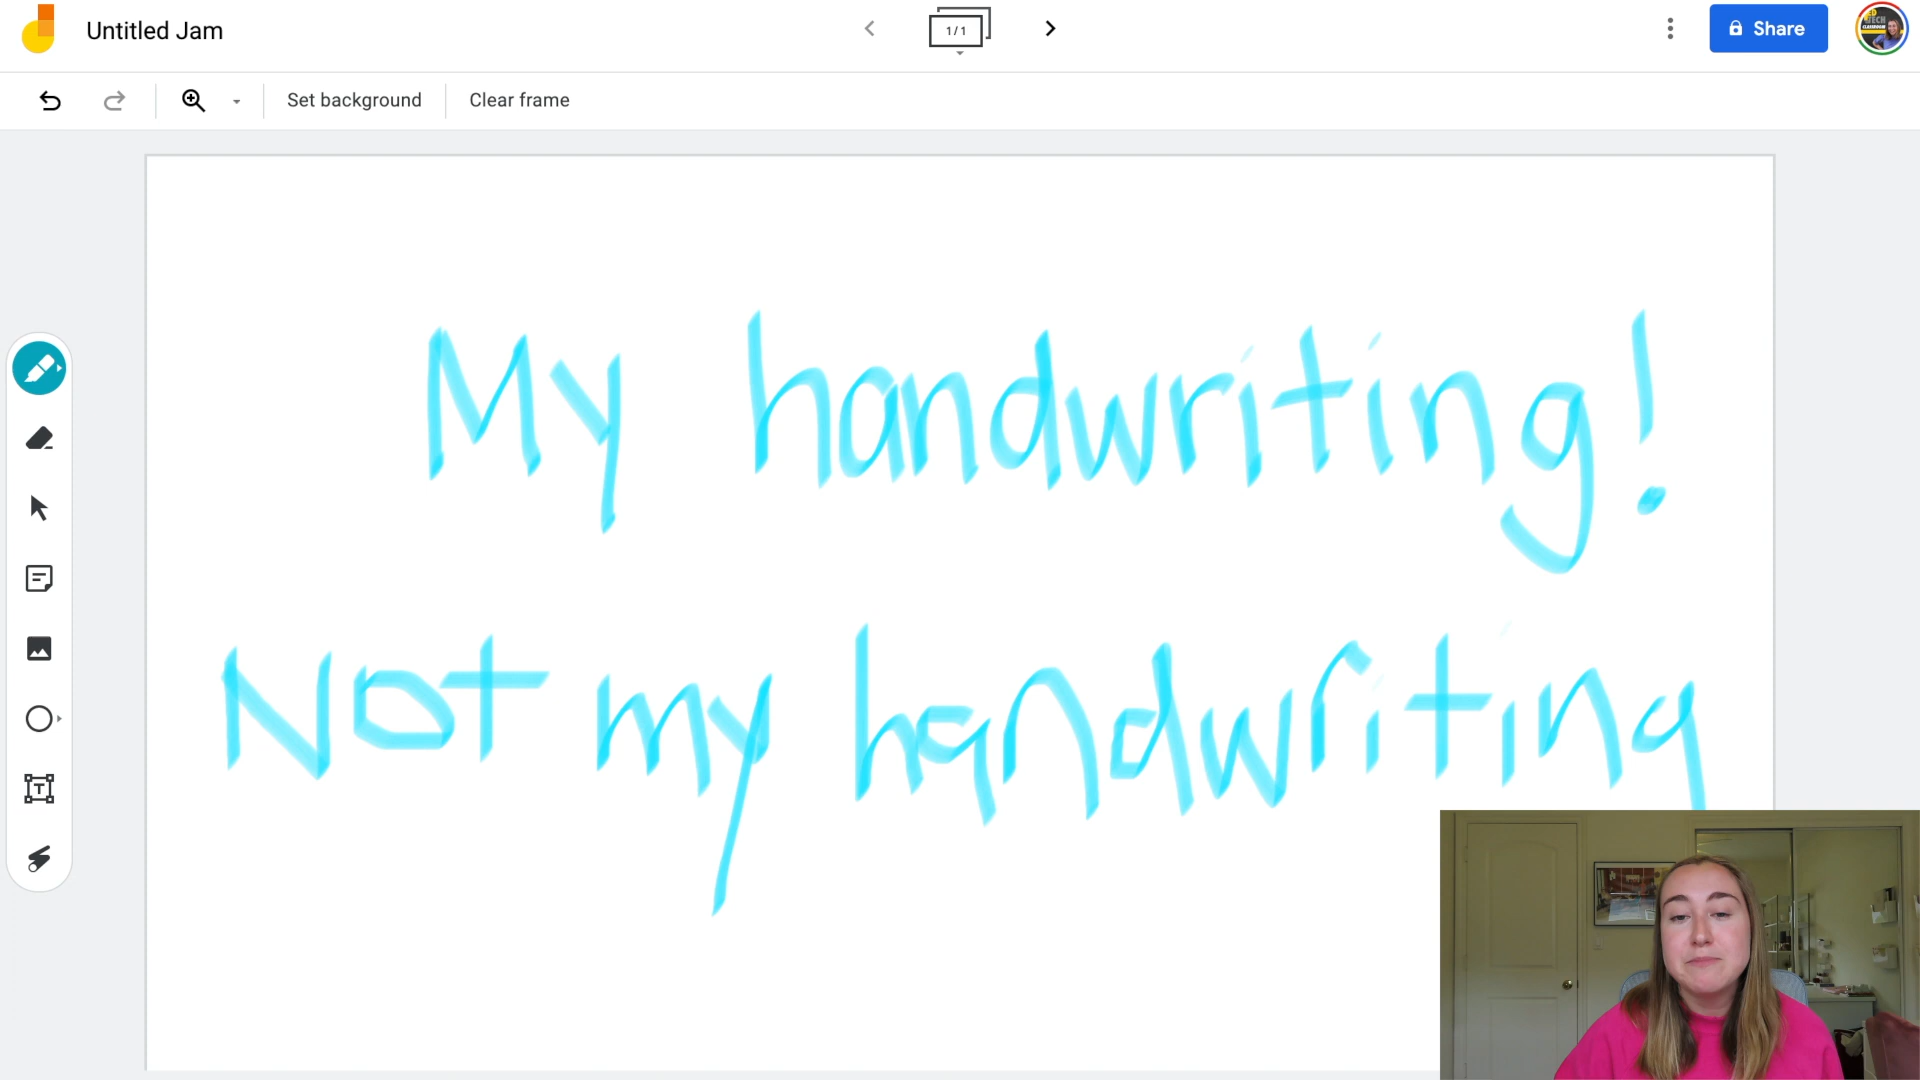 Untitled Jam
1/1
Share
Set background
Clear frame
My handwriting!
Not my handwriting